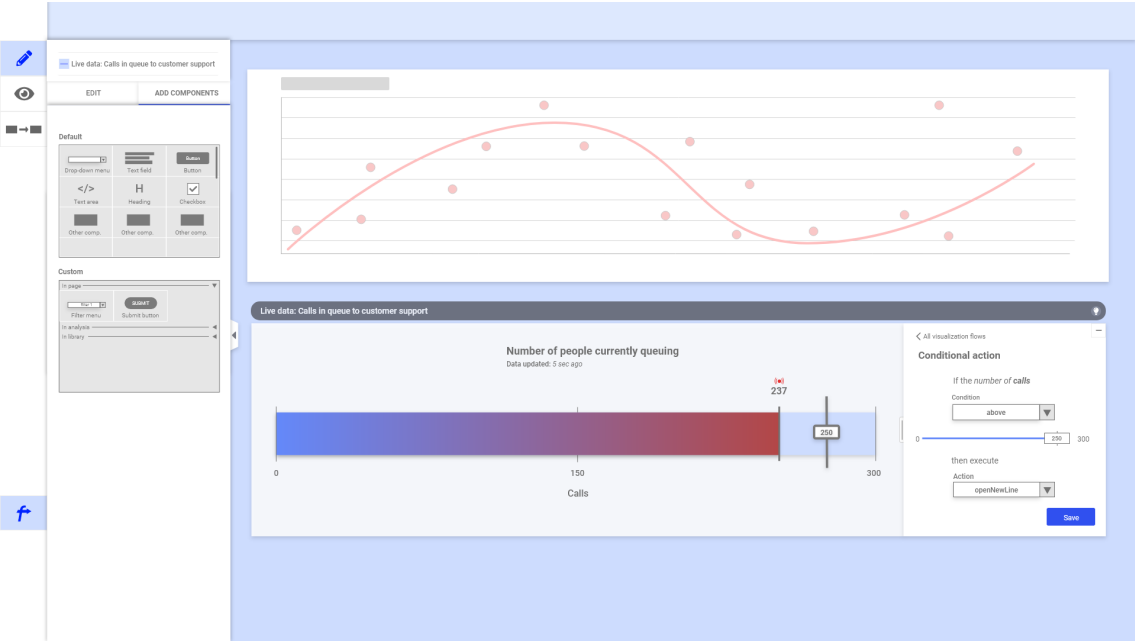 Live data: Calls in queue to customer support
EDIT
ADD COMPONENTS
Default
Drop-down menu
Text field
Button
Button
</>
Text area
H
Heading
Checkbox
Other comp.
Other comp.
Other comp.
Custom
In page
Filter 1
Filter menu
SUBMIT
Submit button
In analysis
In library
Live data: Calls in queue to customer support
Number of people currently queuing
Data updated: 5 sec ago
237
250
0
150
300
Calls
All visualization flows
Conditional action
If the number of calls
Condition
above
0
250
300
then execute
Action
openNewLine
Save